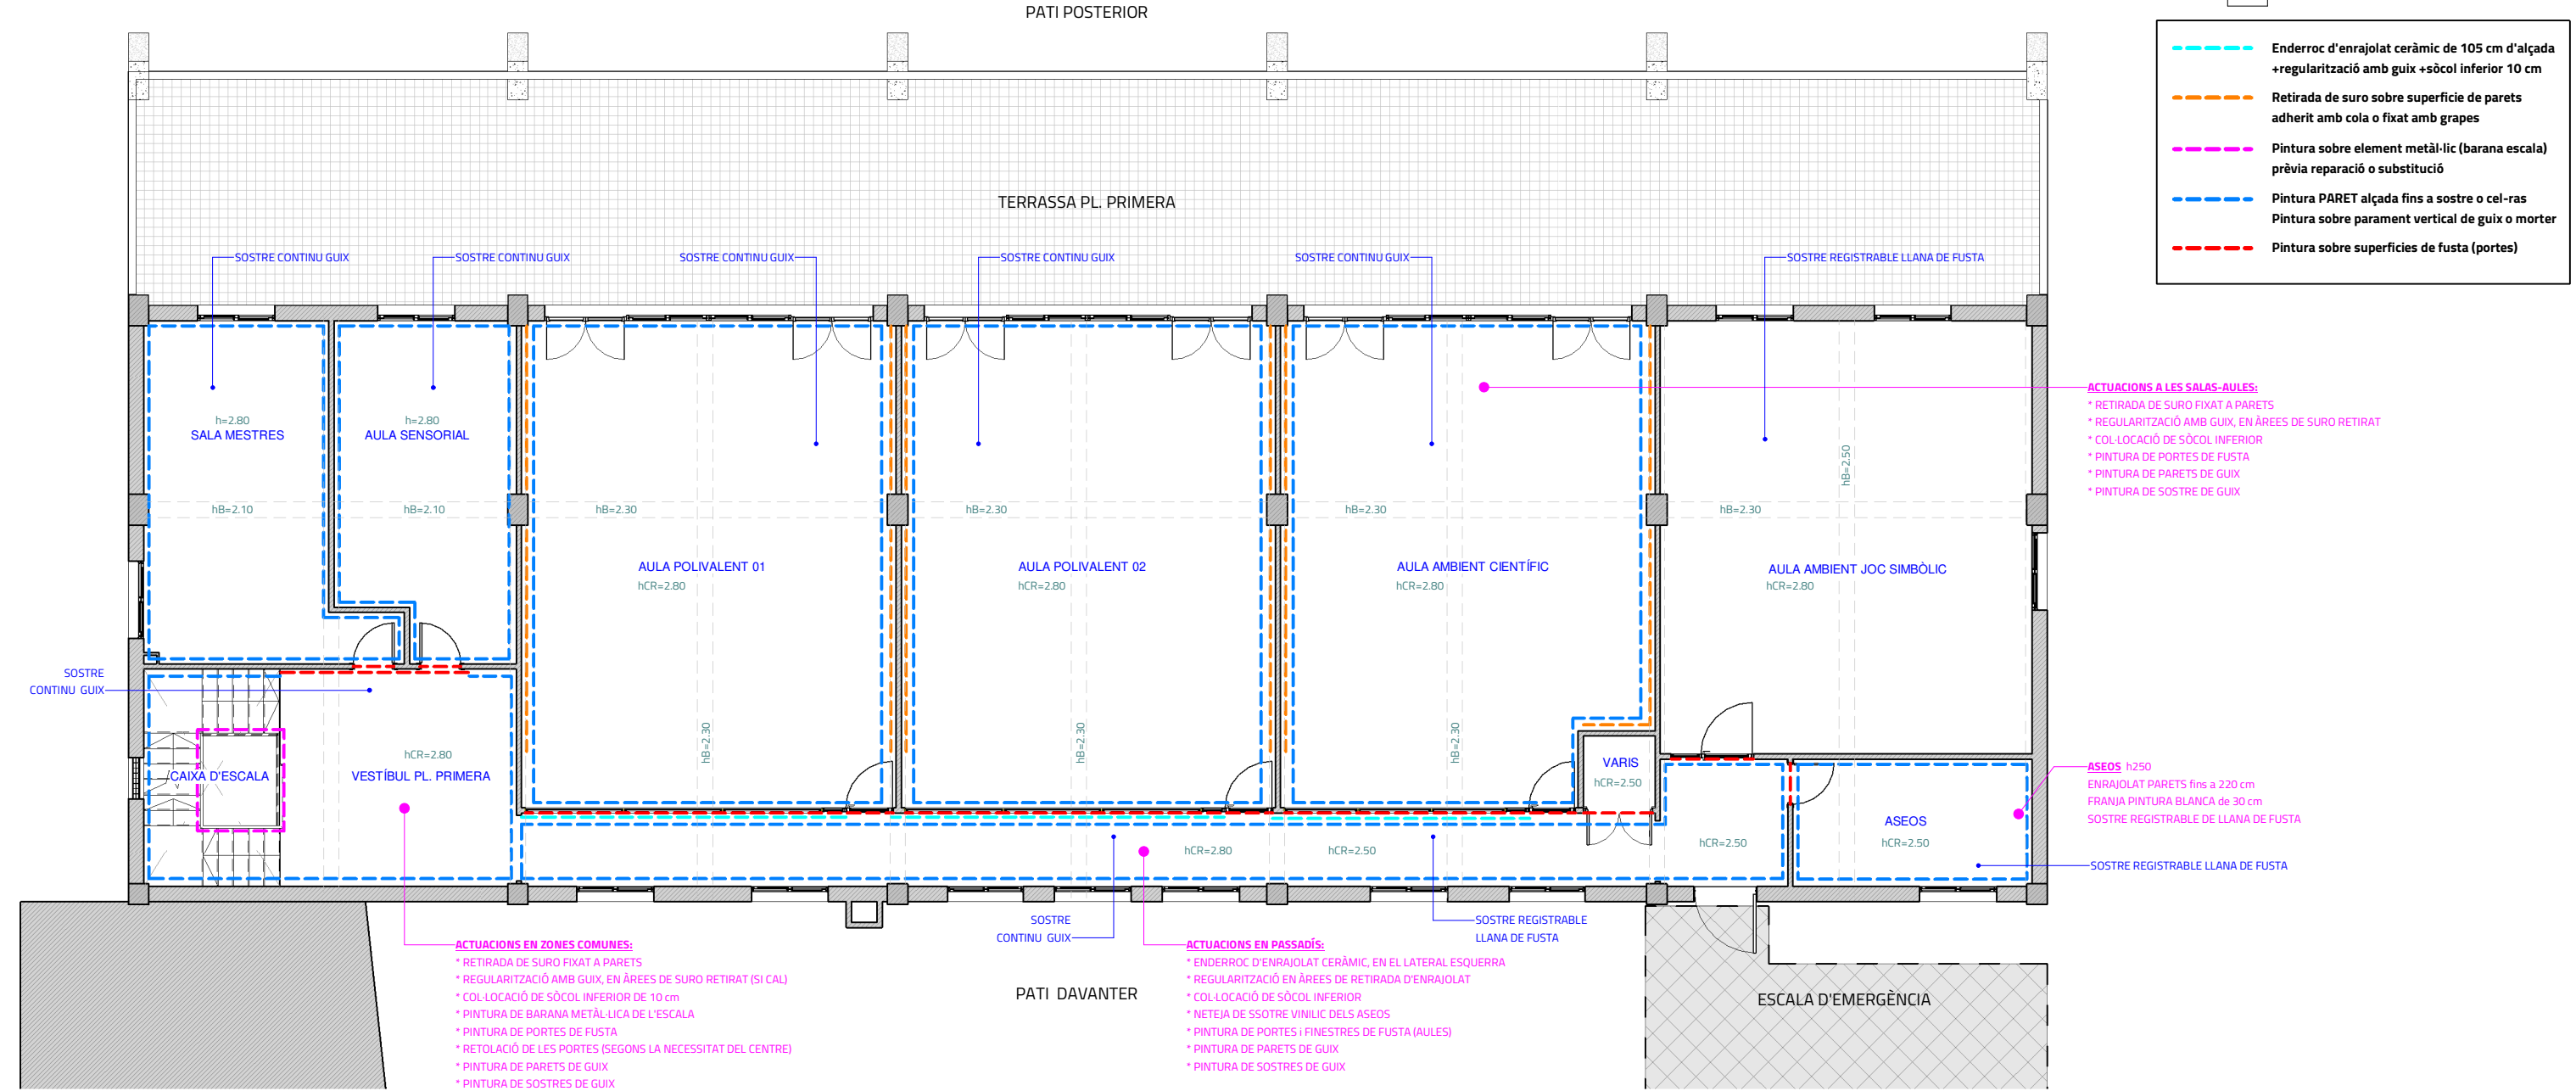 PATI POSTERIOR
Enderroc d'enrajolat ceràmic de 105 cm d'alçada
+regularització amb guix +sòcol inferior 10 cm
Retirada de suro sobre superficie de parets
adherit amb cola o fixat amb grapes
Pintura sobre element metàl·lic (barana escala)
prèvia reparació o substitució
Pintura PARET alçada fins a sostre o cel-ras
Pintura sobre parament vertical de guix o morter
Pintura sobre superficies de fusta (portes)
TERRASSA PL. PRIMERA
SOSTRE CONTINU GUIX
SOSTRE CONTINU GUIX
SOSTRE CONTINU GUIX
SOSTRE CONTINU GUIX
SOSTRE CONTINU GUIX
SOSTRE REGISTRABLE LLANA DE FUSTA
h=2.80
SALA MESTRES
h=2.80
AULA SENSORIAL
hB=2.10
hB=2.10
hB=2.30
hB=2.30
hB=2.30
hB=2.30
hB=2.50
AULA POLIVALENT 01
hCR=2.80
AULA POLIVALENT 02
hCR=2.80
AULA AMBIENT CIENTÍFIC
hCR=2.80
AULA AMBIENT JOC SIMBÒLIC
hCR=2.80
ACTUACIONS A LES SALAS-AULES:
* RETIRADA DE SURO FIXAT A PARETS
* REGULARITZACIÓ AMB GUIX, EN ÀREES DE SURO RETIRAT
* COL·LOCACIÓ DE SÒCOL INFERIOR
* PINTURA DE PORTES DE FUSTA
* PINTURA DE PARETS DE GUIX
* PINTURA DE SOSTRE DE GUIX
SOSTRE
CONTINU GUIX
hB=2.30
hB=2.30
hB=2.30
hCR=2.80
CAIXA D'ESCALA
VESTÍBUL PL. PRIMERA
VARIS
hCR=2.50
ASEOS h250
ENRAJOLAT PARETS fins a 220 cm
FRANJA PINTURA BLANCA de 30 cm
SOSTRE REGISTRABLE DE LLANA DE FUSTA
ASEOS
hCR=2.50
hCR=2.50
hCR=2.80
hCR=2.50
SOSTRE REGISTRABLE LLANA DE FUSTA
SOSTRE
CONTINU GUIX
SOSTRE REGISTRABLE
LLANA DE FUSTA
ACTUACIONS EN ZONES COMUNES:
* RETIRADA DE SURO FIXAT A PARETS
* REGULARITZACIÓ AMB GUIX, EN ÀREES DE SURO RETIRAT (SI CAL)
* COL·LOCACIÓ DE SÒCOL INFERIOR DE 10 cm
* PINTURA DE BARANA METÀL·LICA DE L'ESCALA
* PINTURA DE PORTES DE FUSTA
* RETOLACIÓ DE LES PORTES (SEGONS LA NECESSITAT DEL CENTRE)
* PINTURA DE PARETS DE GUIX
* PINTURA DE SOSTRES DE GUIX
ACTUACIONS EN PASSADÍS:
* ENDERROC D'ENRAJOLAT CERÀMIC, EN EL LATERAL ESQUERRA
* REGULARITZACIÓ EN ÀREES DE RETIRADA D'ENRAJOLAT
* COL·LOCACIÓ DE SÒCOL INFERIOR
* NETEJA DE SSOTRE VINILIC DELS ASEOS
* PINTURA DE PORTES i FINESTRES DE FUSTA (AULES)
* PINTURA DE PARETS DE GUIX
* PINTURA DE SOSTRES DE GUIX
PATI DAVANTER
ESCALA D'EMERGÈNCIA